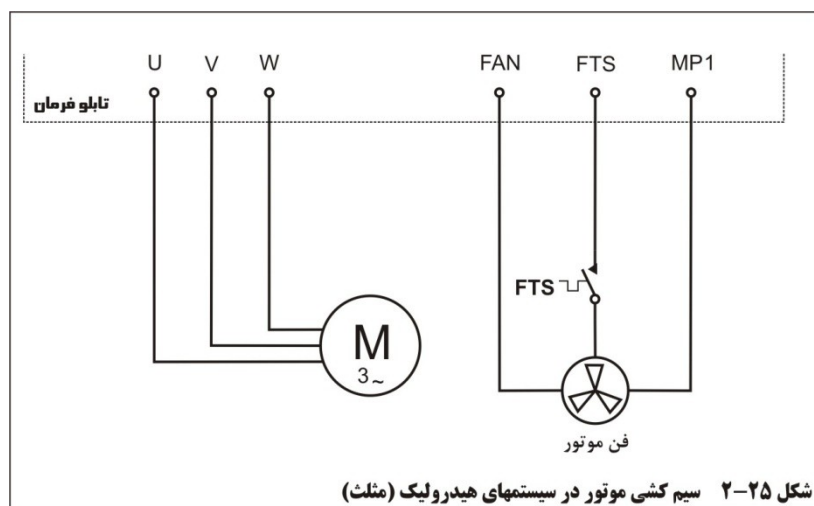 U V W FAN FTS MP1
تابلو فرمان
FTS
M
3~
فن موتور
شکل ۲۵-۲ سیم کشی موتور در سیستمهای هیدرولیک (مثلث)